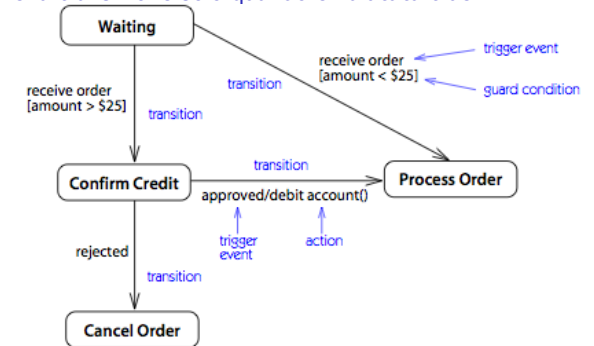 Waiting
receive order
[amount < $25]
trigger event
guard condition
receive order
[amount > $25]
transition
transition
transition
Confirm Credit
Process Order
approved/debit account()
trigger
event
action
rejected
transition
Cancel Order